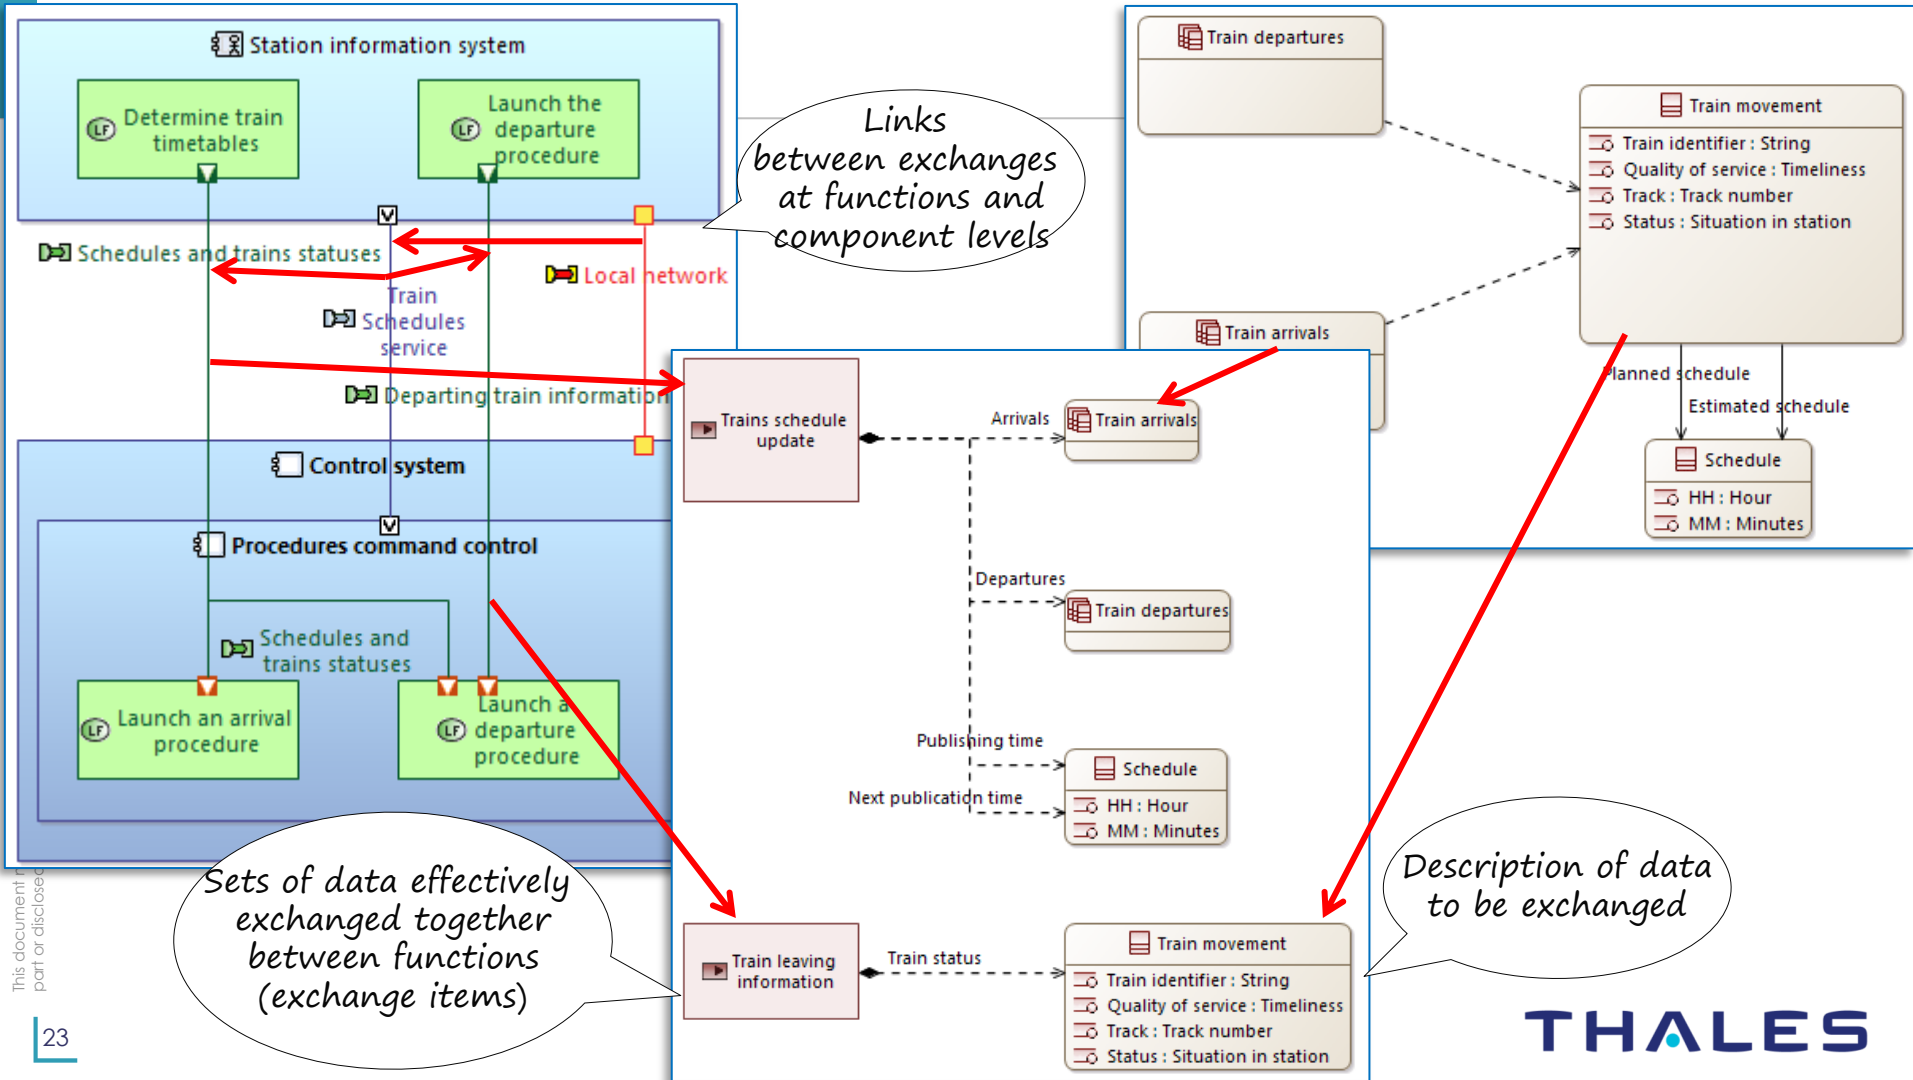 Station information system
Determine train
timetables
Launch the
departure
procedure
Schedules and trains statuses
Local network
Train
Schedules
service
Departing train information
Control system
Procedures command control
Schedules and
trains statuses
Launch an arrival
procedure
Launch a
departure
procedure
Links
between exchanges
at functions and
component levels
Train departures
Train movement
Train identifier : String
Quality of service : Timeliness
Track : Track number
Status : Situation in station
Train arrivals
Planned schedule
Estimated schedule
Schedule
HH : Hour
MM : Minutes
Trains schedule
update
Arrivals
Train arrivals
Departures
Train departures
Publishing time
Next publication time
Schedule
HH : Hour
MM : Minutes
Train leaving
information
Train status
Train movement
Train identifier : String
Quality of service : Timeliness
Track : Track number
Status : Situation in station
Sets of data effectively
exchanged together
between functions
(exchange items)
Description of data
to be exchanged
This document
part or disclosed
23
THALES